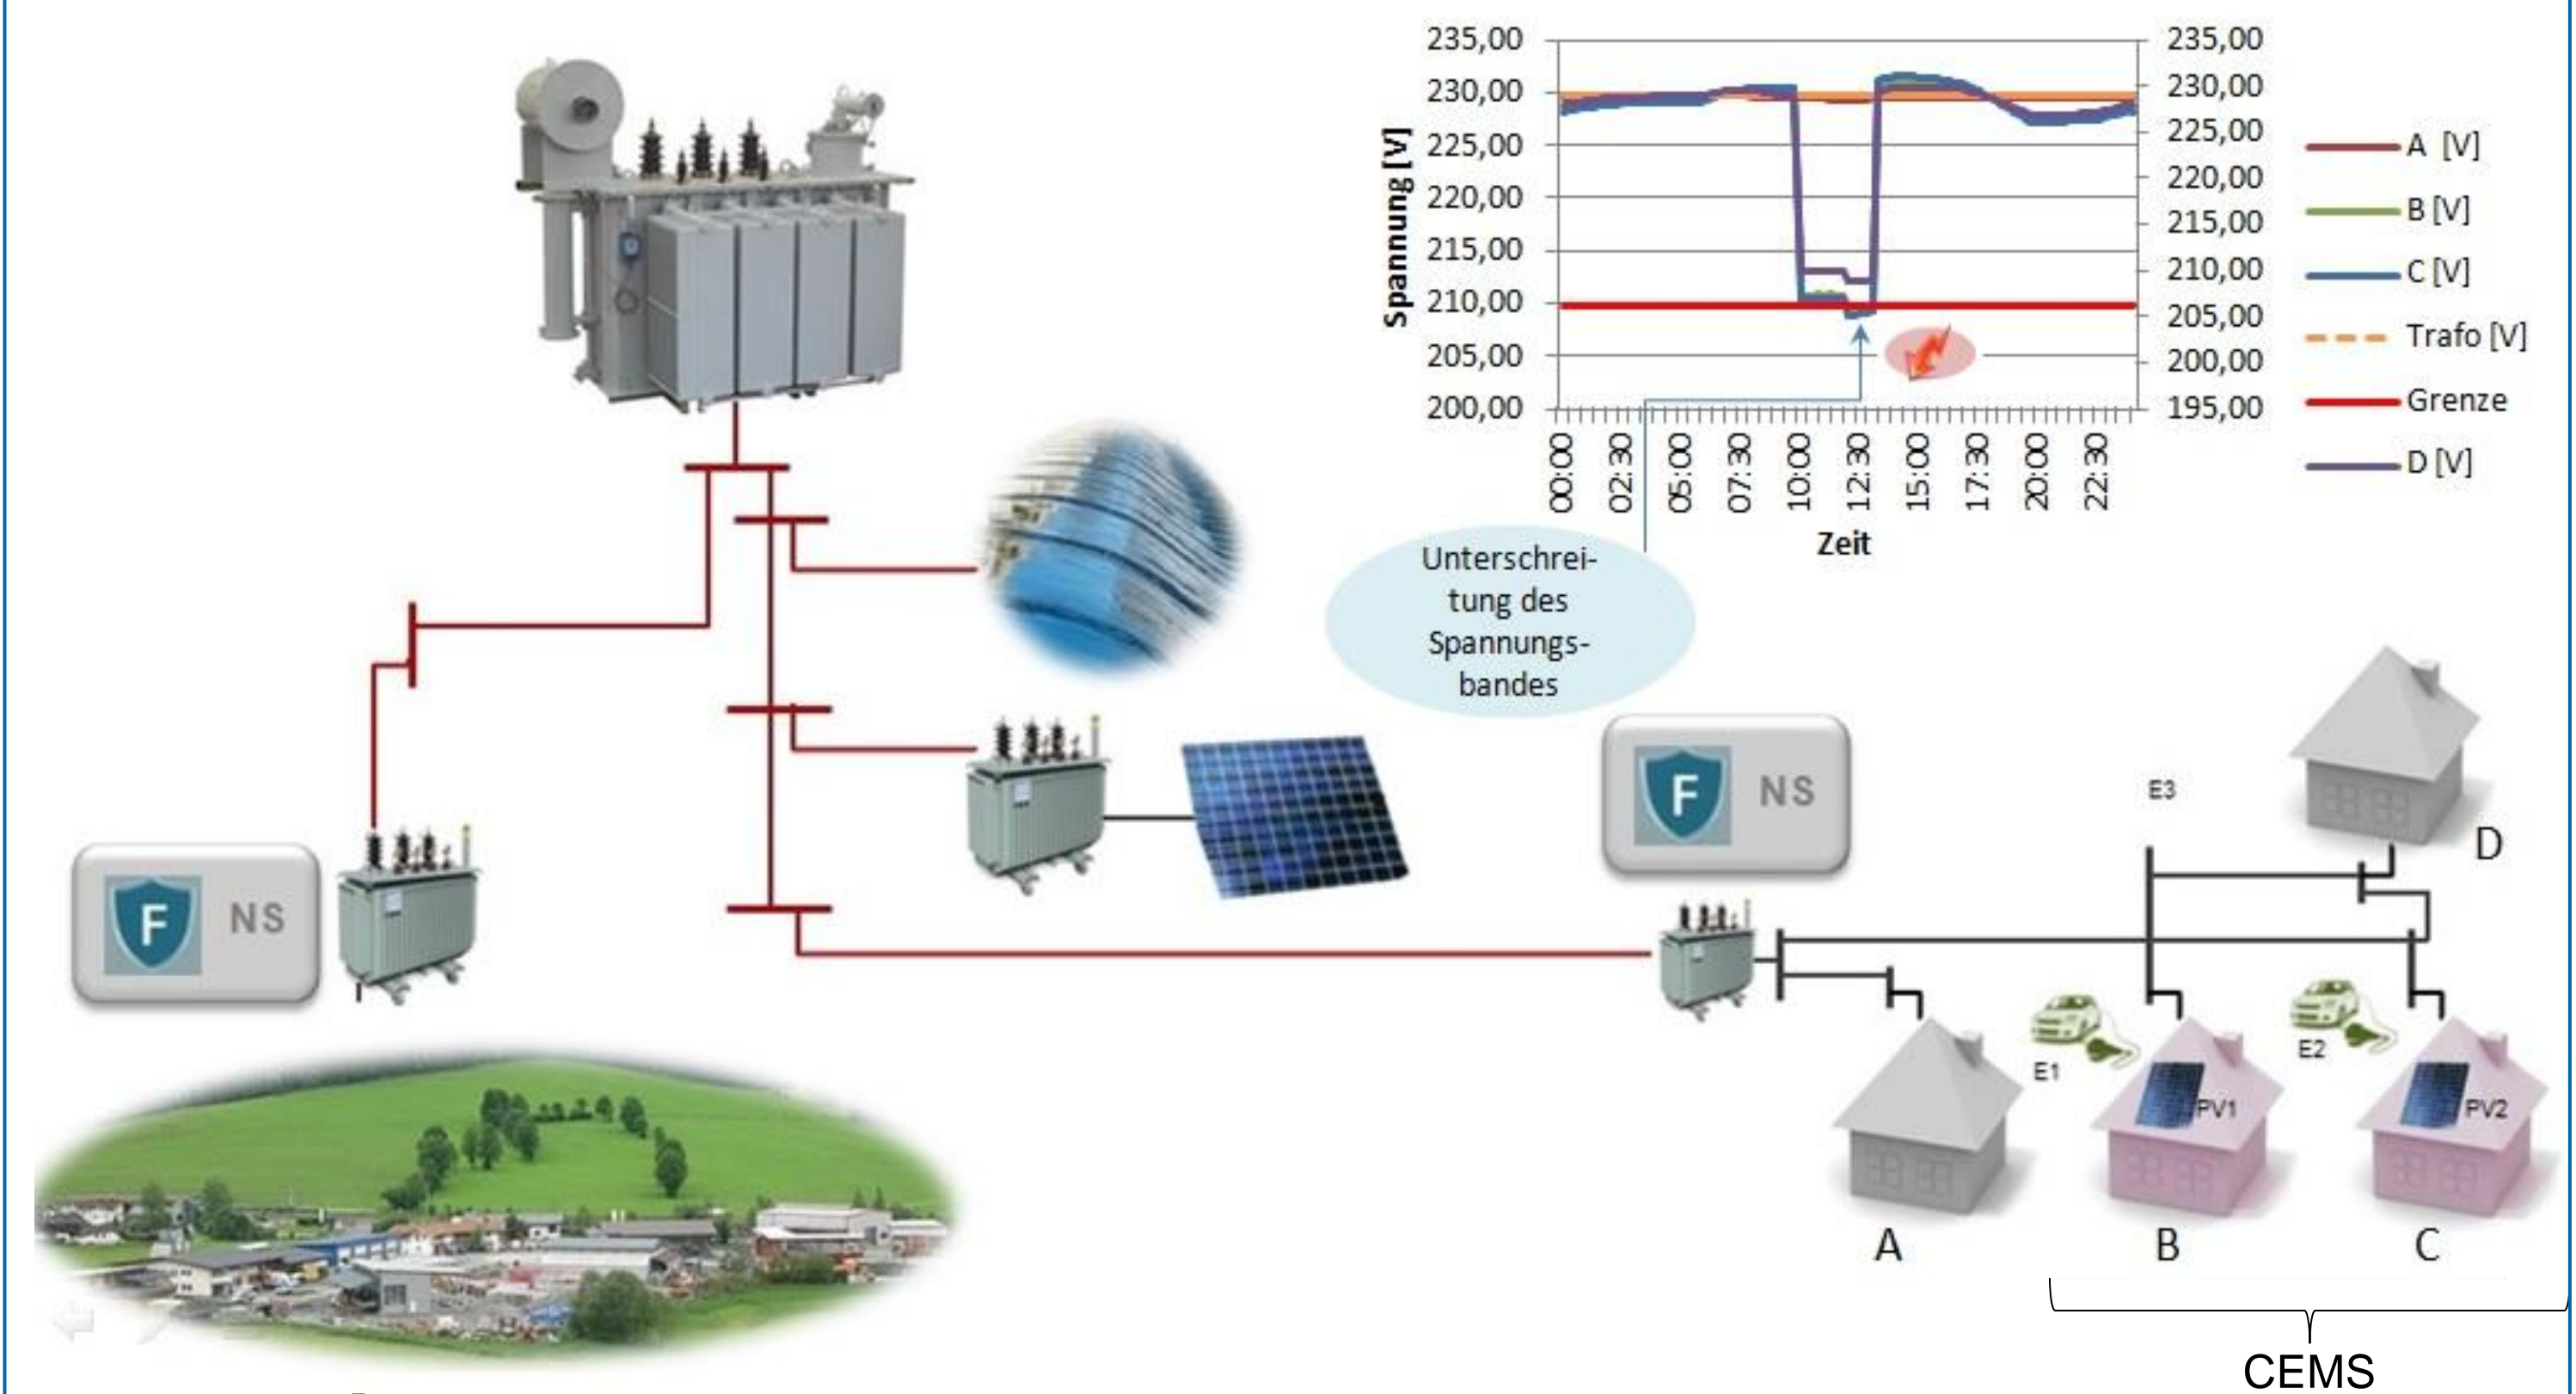 235,00
230,00
225,00
220,00
215,00
210,00
205,00
200,00
Spannung [V]
235,00
230,00
225,00
220,00
215,00
210,00
205,00
200,00
195,00
00:00
02:30
05:00
07:30
10:00
12:30
15:00
17:30
20:00
22:30
Zeit
A [V]
B [V]
C [V]
Trafo [V]
Grenze
D [V]
Unterschrei-
tung des
Spannungs-
bandes
F NS
F NS
E3
D
E1
PV1
E2
PV2
A
B
C
CEMS